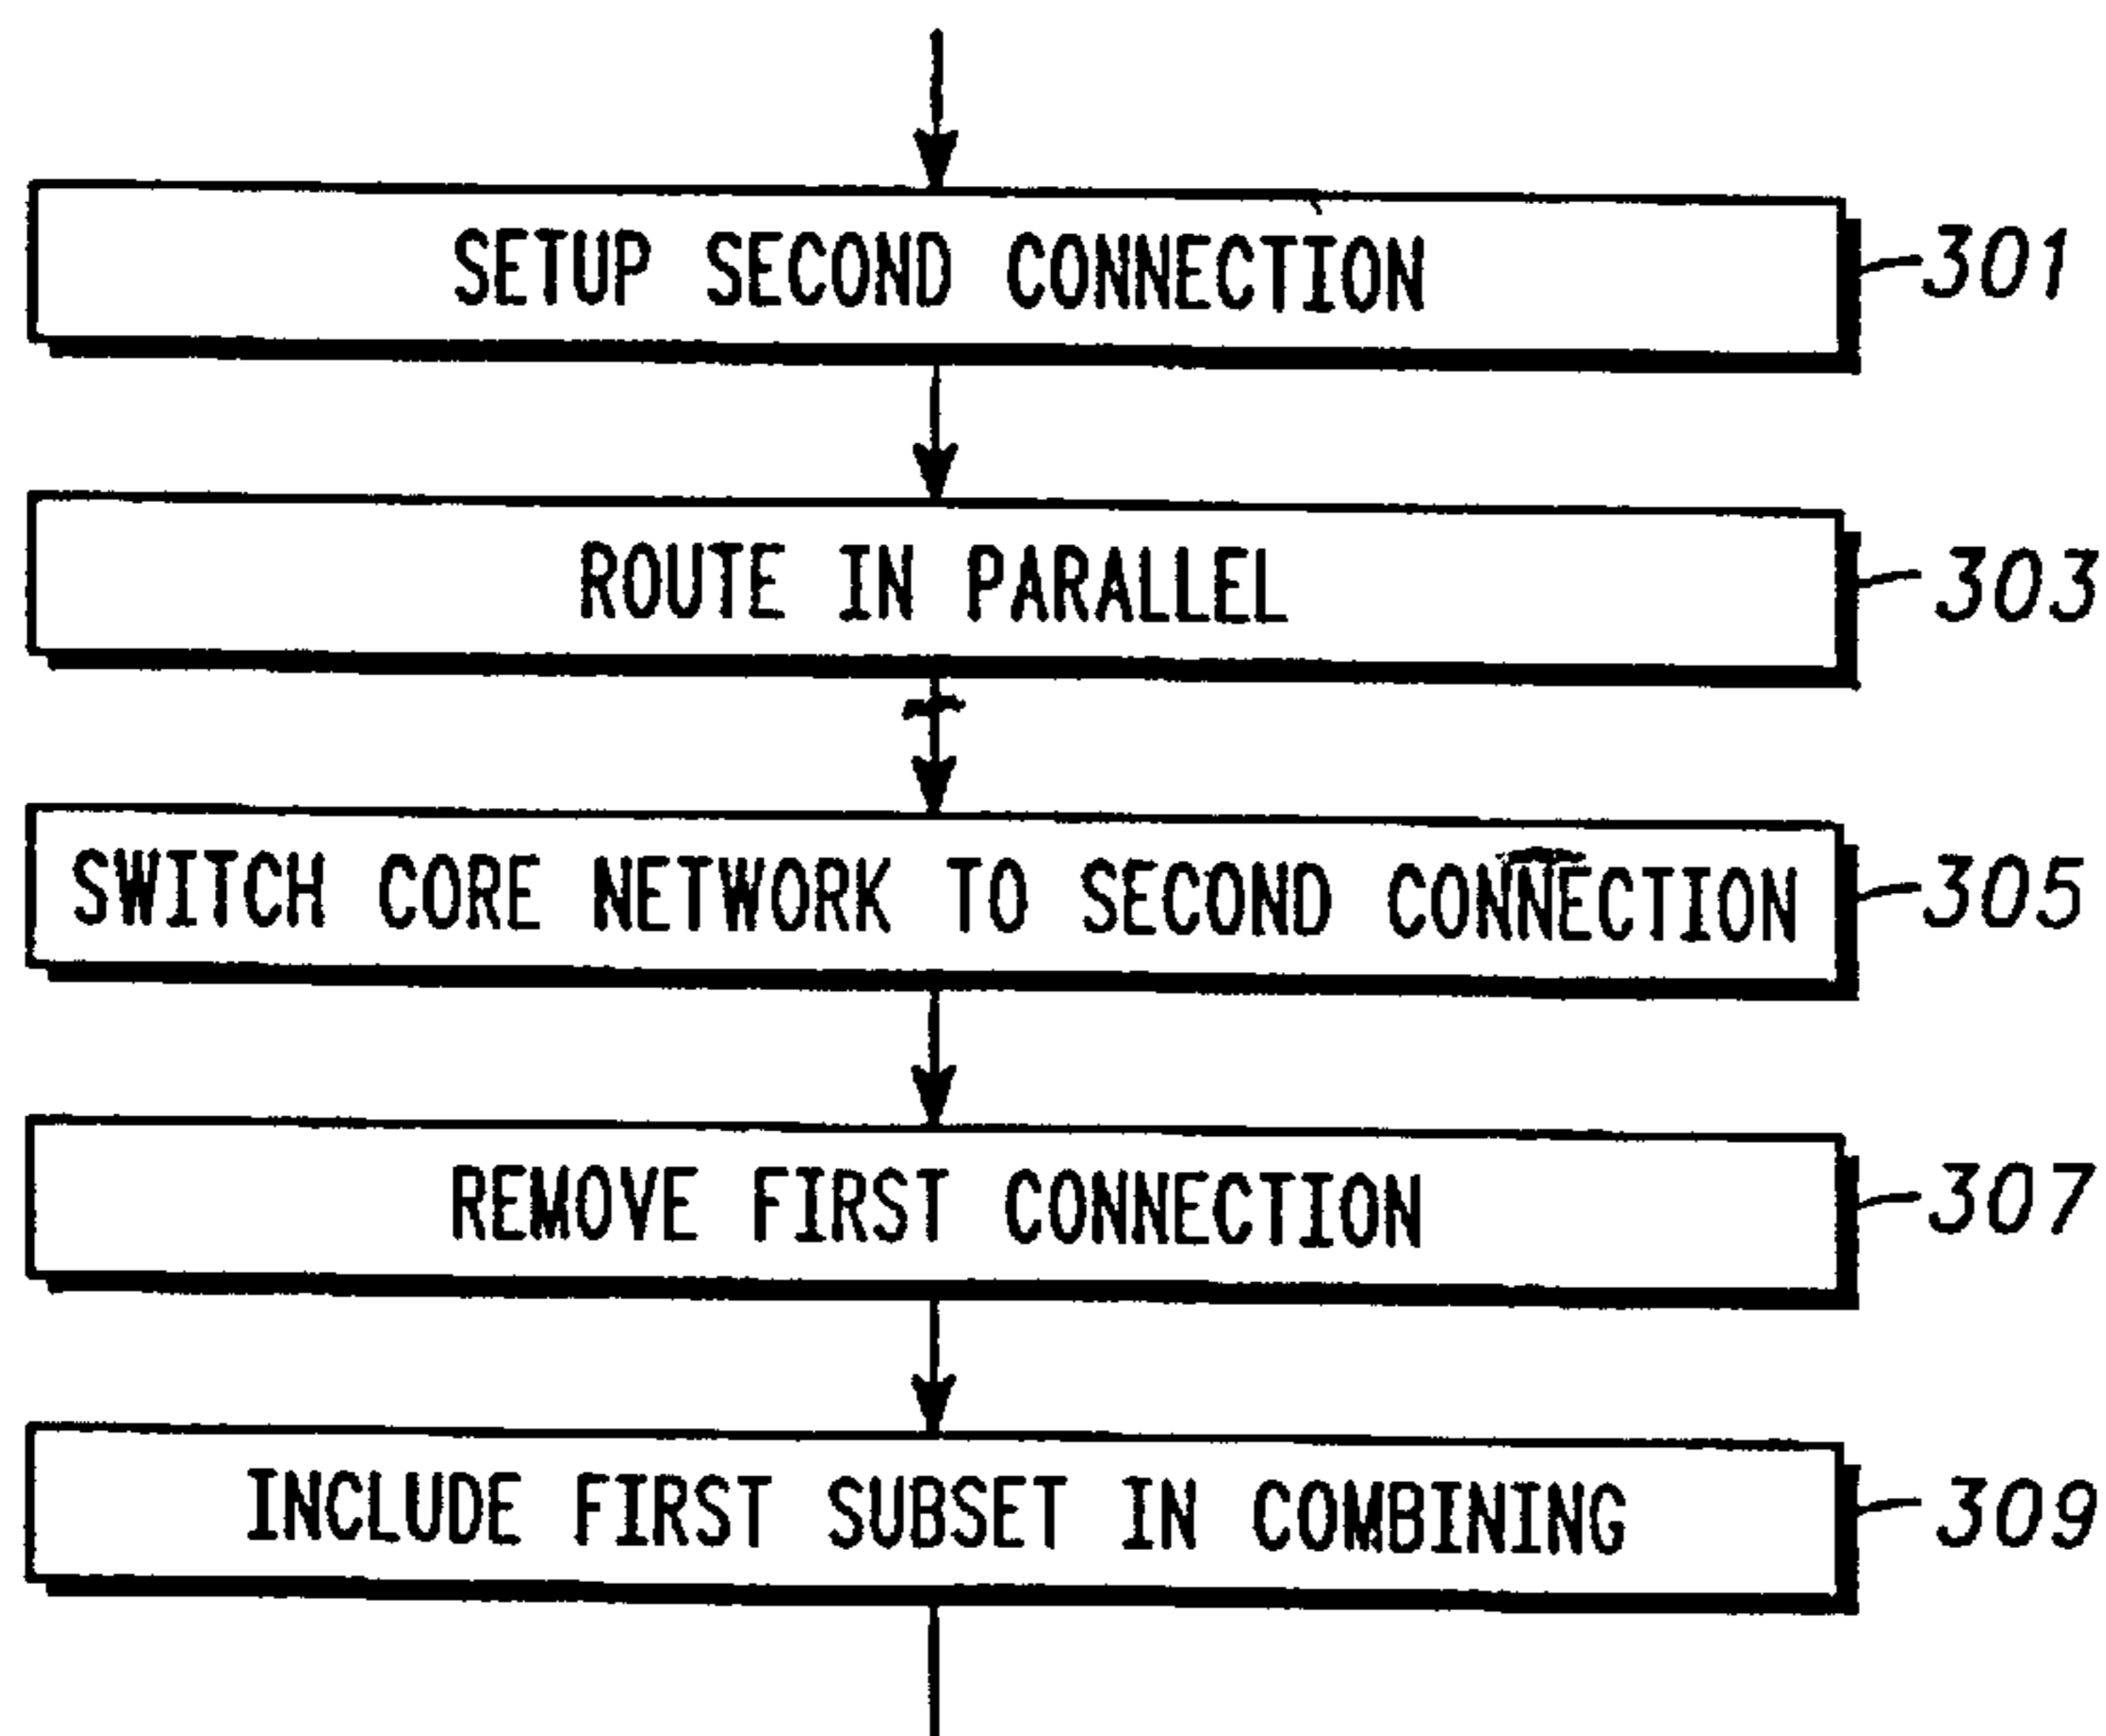 SETUP SECOND CONNECTION
301
ROUTE IN PARALLEL
303
SWITCH CORE NETWORK TO SECOND CONNECTION
305
REMOVE FIRST CONNECTION
307
INCLUDE FIRST SUBSET IN COMBINING
309